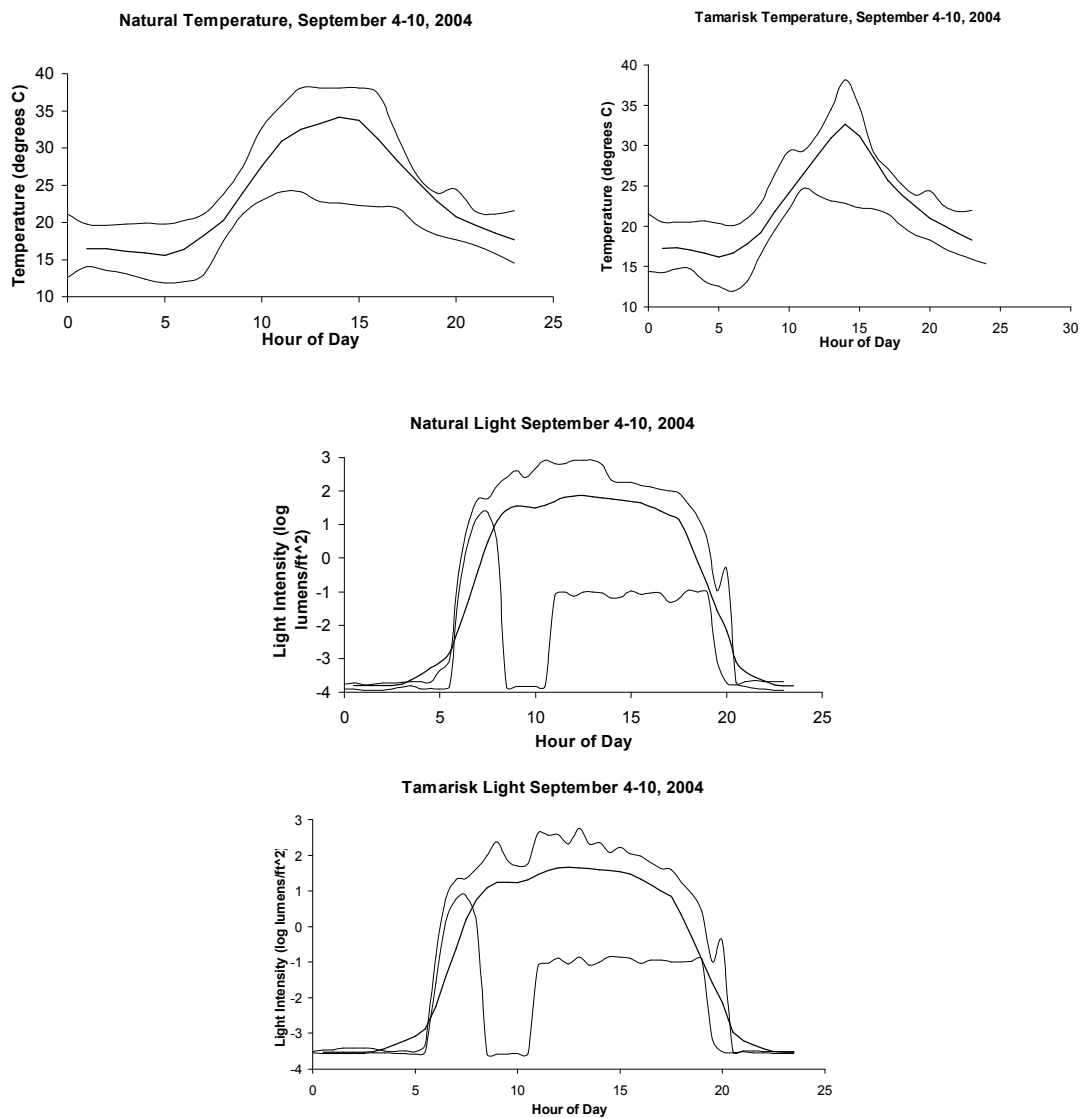 Natural Temperature, September 4-10, 2004
Temperature (degrees C)
40
35
30
25
20
15
10
0 5 10 15 20 25
Hour of Day
Tamarisk Temperature, September 4-10, 2004
Temperature (degrees C)
40
35
30
25
20
15
10
0 5 10 15 20 25 30
Hour of Day
Natural Light September 4-10, 2004
Light Intensity (log
lumens/ft^2)
3
2
1
0
-1
-2
-3
-4
0 5 10 15 20 25
Hour of Day
Tamarisk Light September 4-10, 2004
Light Intensity (log lumens/ft^2)
3
2
1
0
-1
-2
-3
-4
0 5 10 15 20 25
Hour of Day